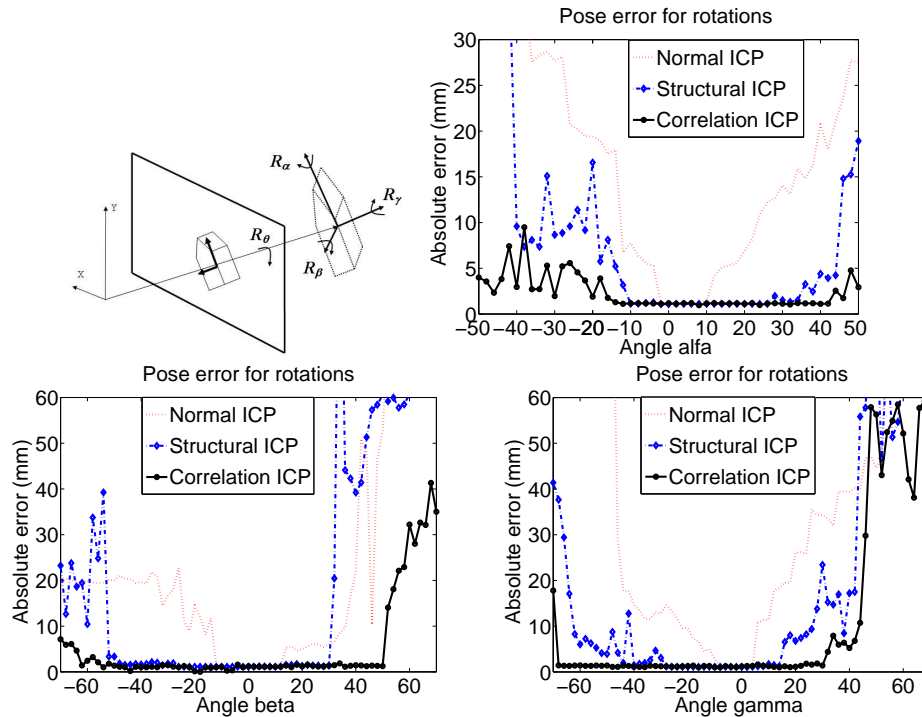 Y
X
Rα
Rγ
Rθ
Rβ
Pose error for rotations
Absolute error (mm)
30
25
20
15
10
5
0
Normal ICP
Structural ICP
Correlation ICP
−50 −40 −30 −20 −10 0 10 20 30 40 50
Angle alfa
Pose error for rotations
Absolute error (mm)
60
50
40
30
20
10
0
Normal ICP
Structural ICP
Correlation ICP
−60 −40 −20 0 20 40 60
Angle beta
Pose error for rotations
Absolute error (mm)
60
50
40
30
20
10
0
Normal ICP
Structural ICP
Correlation ICP
−60 −40 −20 0 20 40 60
Angle gamma